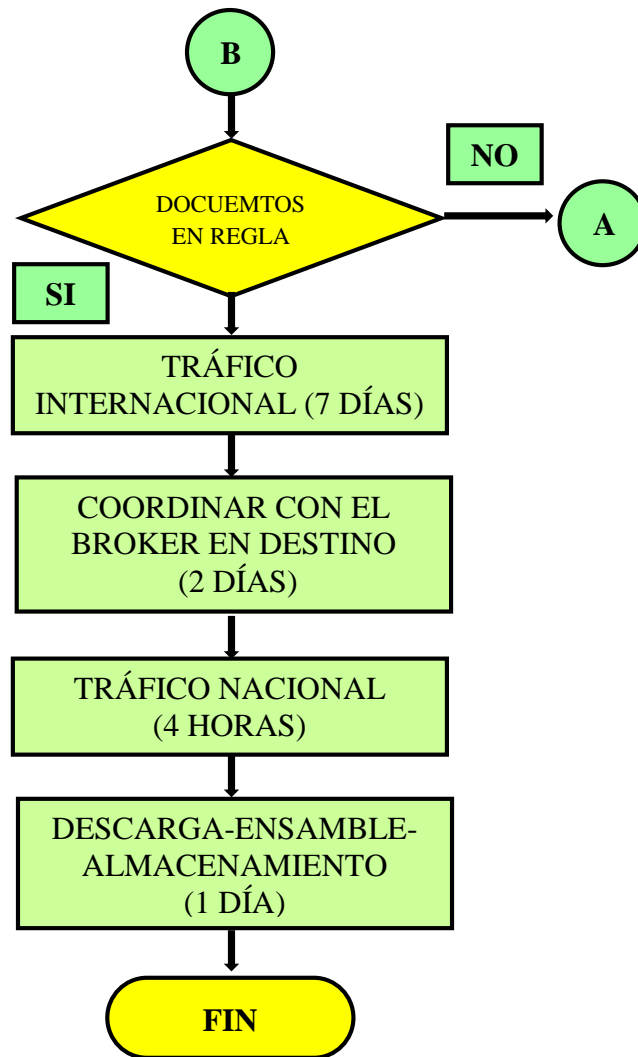 B
NO
DOCUEMTOS
EN REGLA
A
SI
TRÁFICO
INTERNACIONAL (7 DÍAS)
COORDINAR CON EL
BROKER EN DESTINO
(2 DÍAS)
TRÁFICO NACIONAL
(4 HORAS)
DESCARGA-ENSAMBLE-
ALMACENAMIENTO
(1 DÍA)
FIN